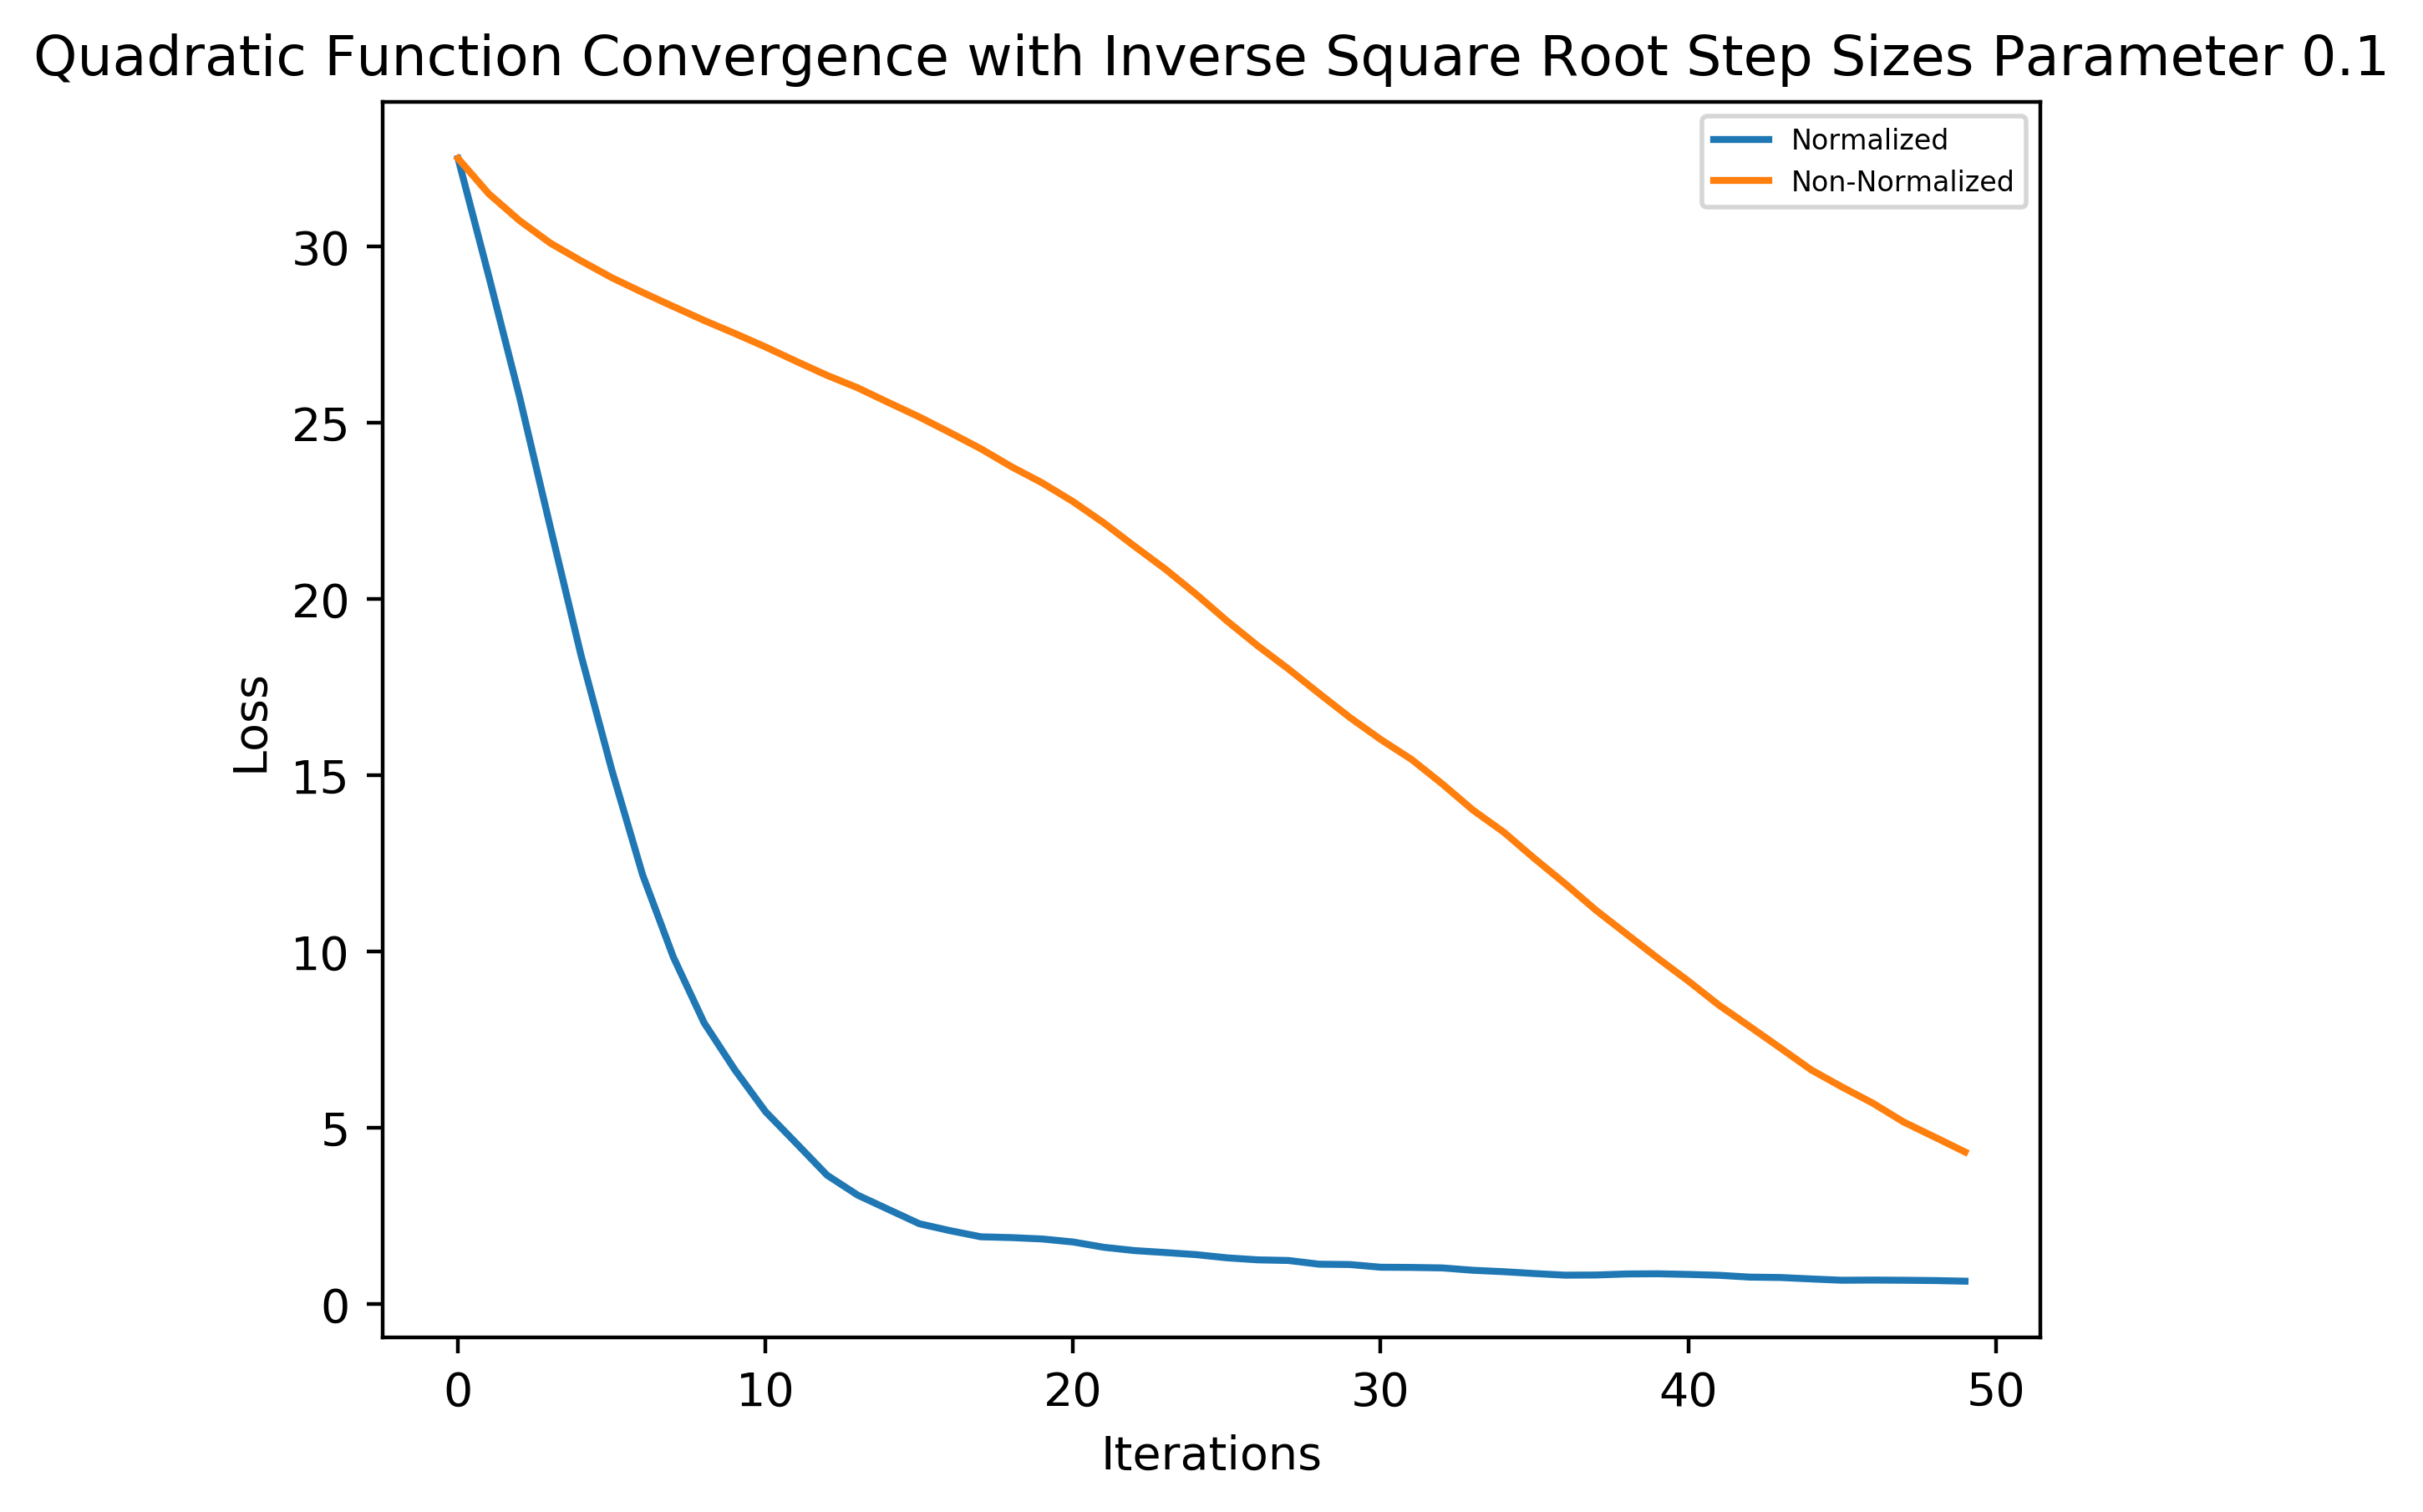 Quadratic Function Convergence with Inverse Square Root Step Sizes Parameter 0.1
Normalized
Non-Normalized
30
25
20
15
10
5
0
Loss
0 10 20 30 40 50
Iterations